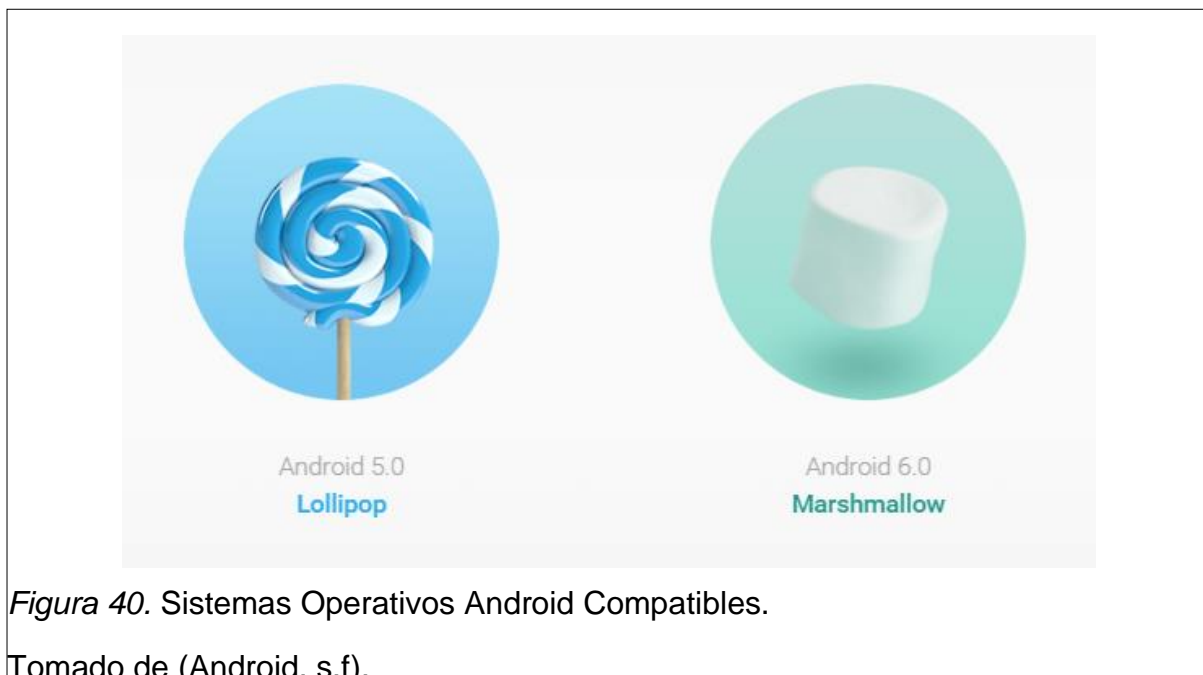 Android 5.0
Lollipop
Android 6.0
Marshmallow
Figura 40. Sistemas Operativos Android Compatibles.
Tomado de (Android, s.f).